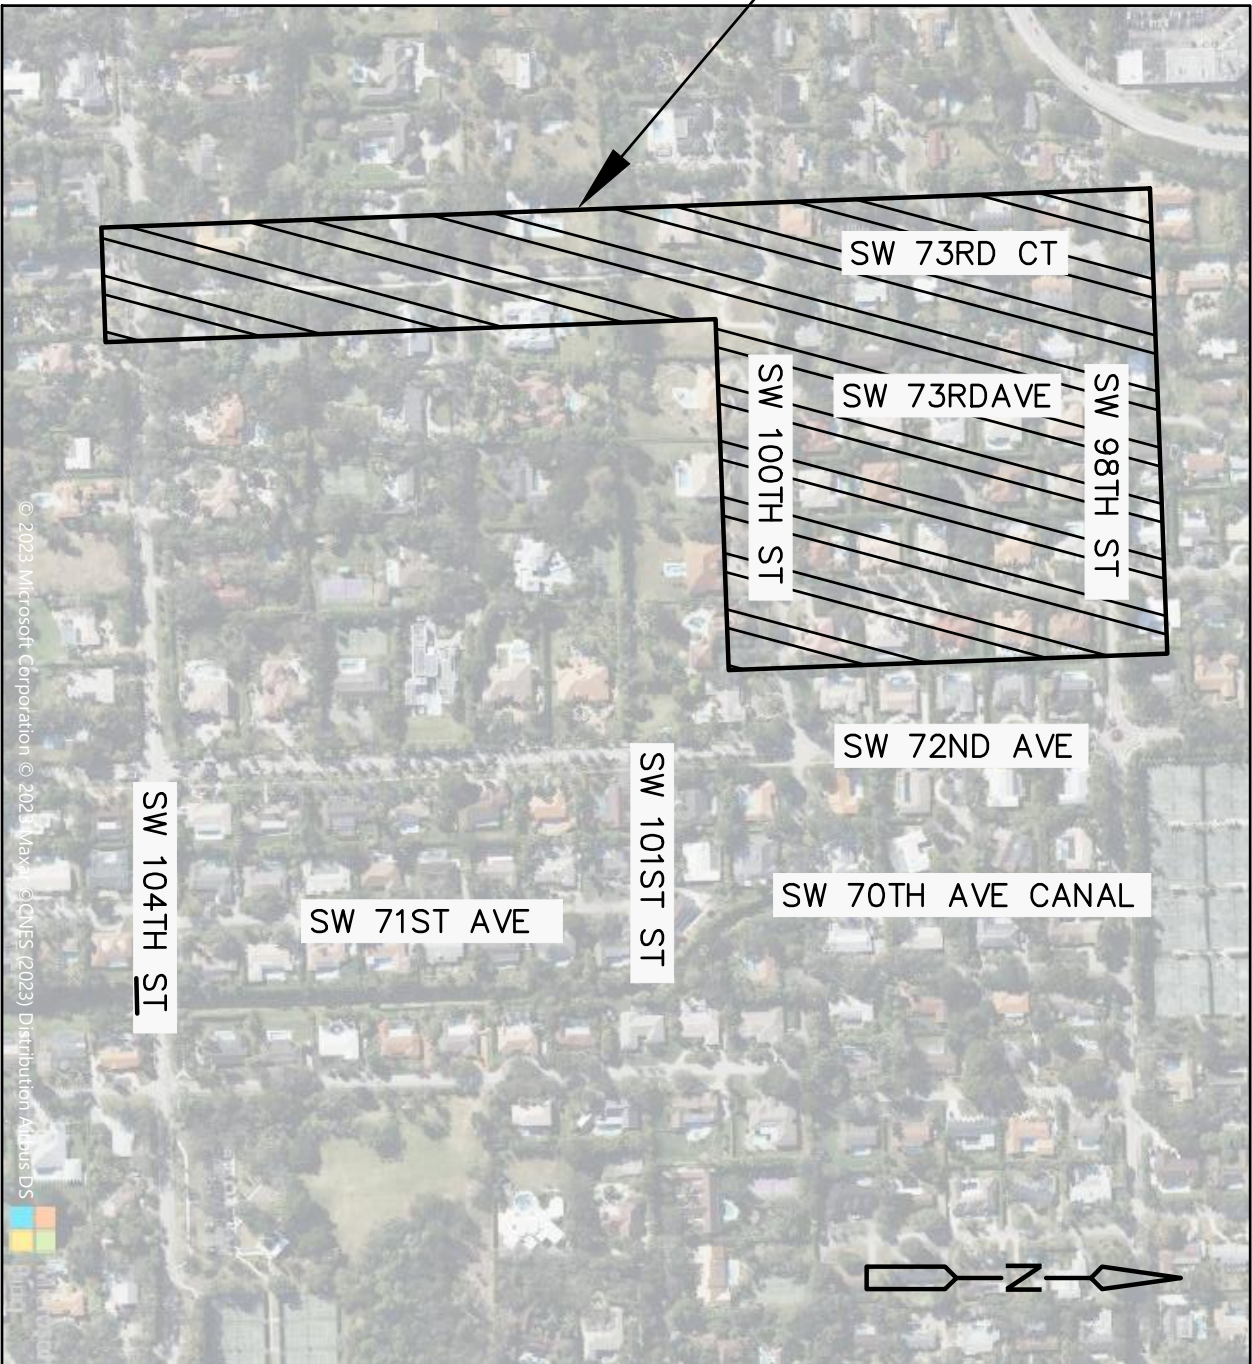 SW 73RD CT
SW 73RDAVE
SW 100TH ST
SW 98TH ST
SW 72ND AVE
SW 101ST ST
SW 104TH ST
SW 70TH AVE CANAL
SW 71ST AVE
© 2023 Microsoft Corporation © 2023 Maxar ©CNES (2023) Distribution Airbus DS
N